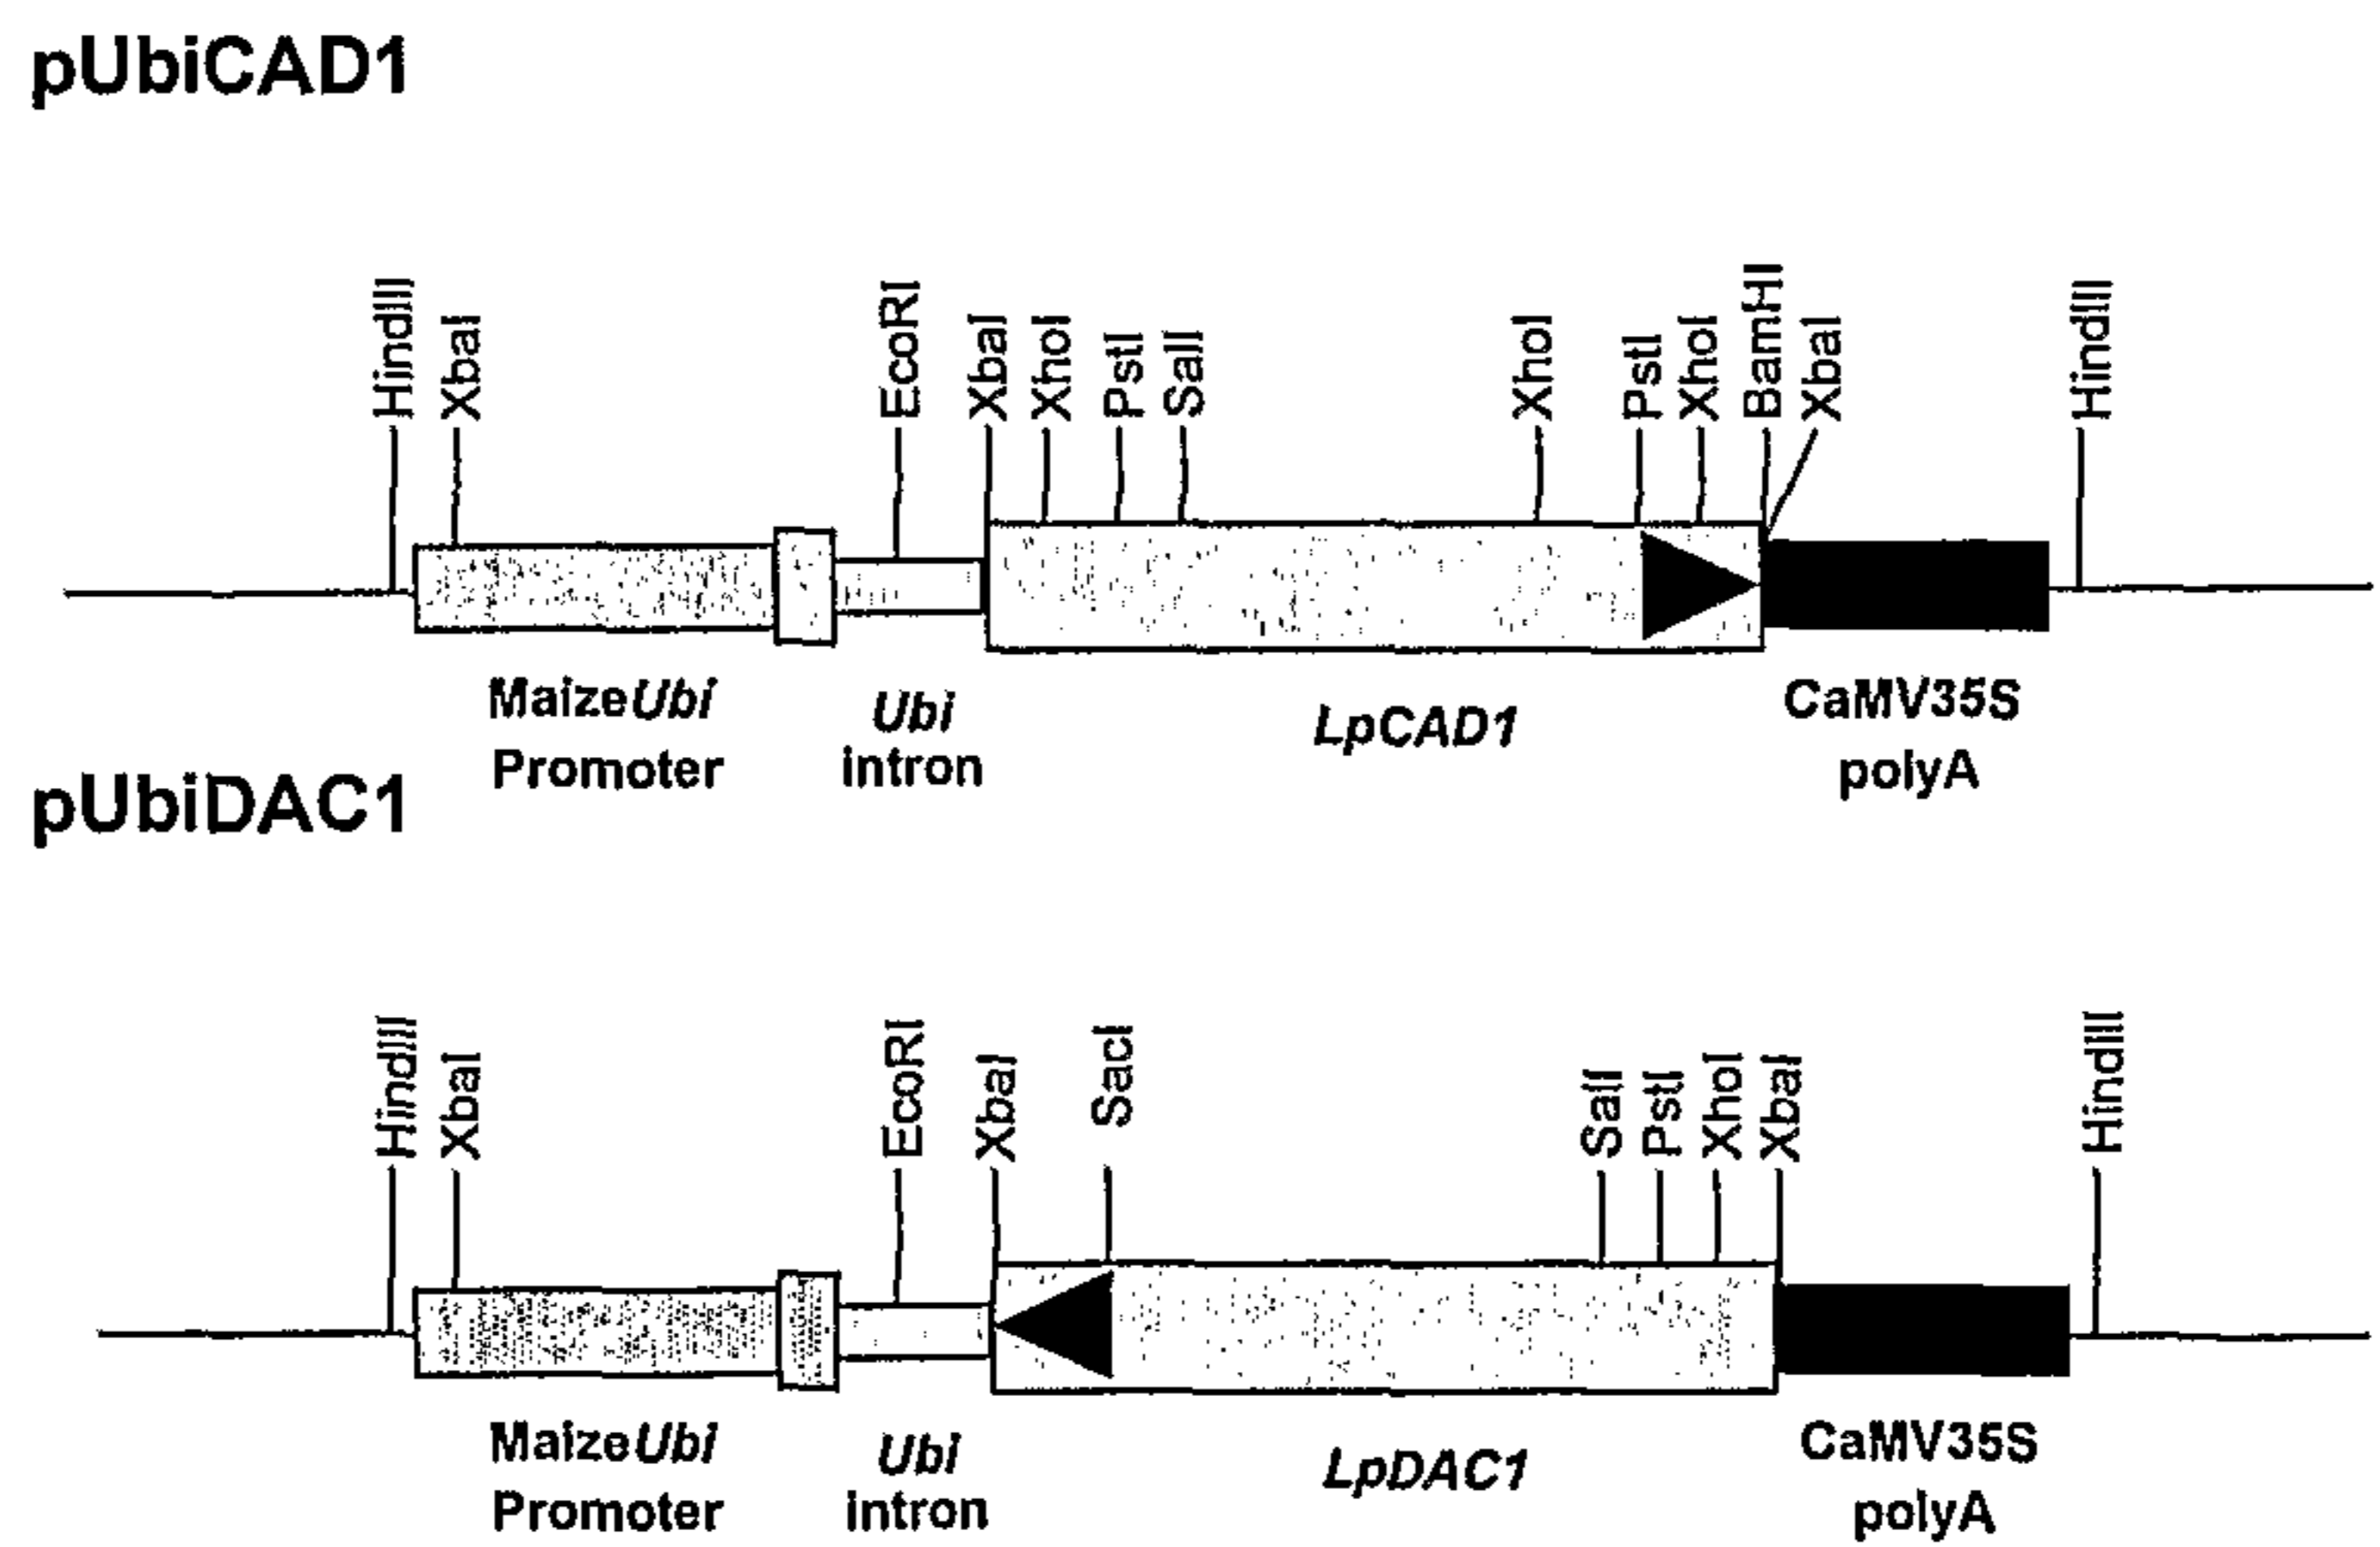 pUbiCAD1
HindIII XbaI EcoRI XbaI XhoI PstI SalI XhoI PstI XhoI BamHI XbaI HindIII
MaizeUbi Promoter
Ubi intron
LpCAD1
CaMV35S polyA
pUbiDAC1
HindIII XbaI EcoRI XbaI SacI SalI PstI XhoI XbaI HindIII
MaizeUbi Promoter
Ubi intron
LpDAC1
CaMV35S polyA